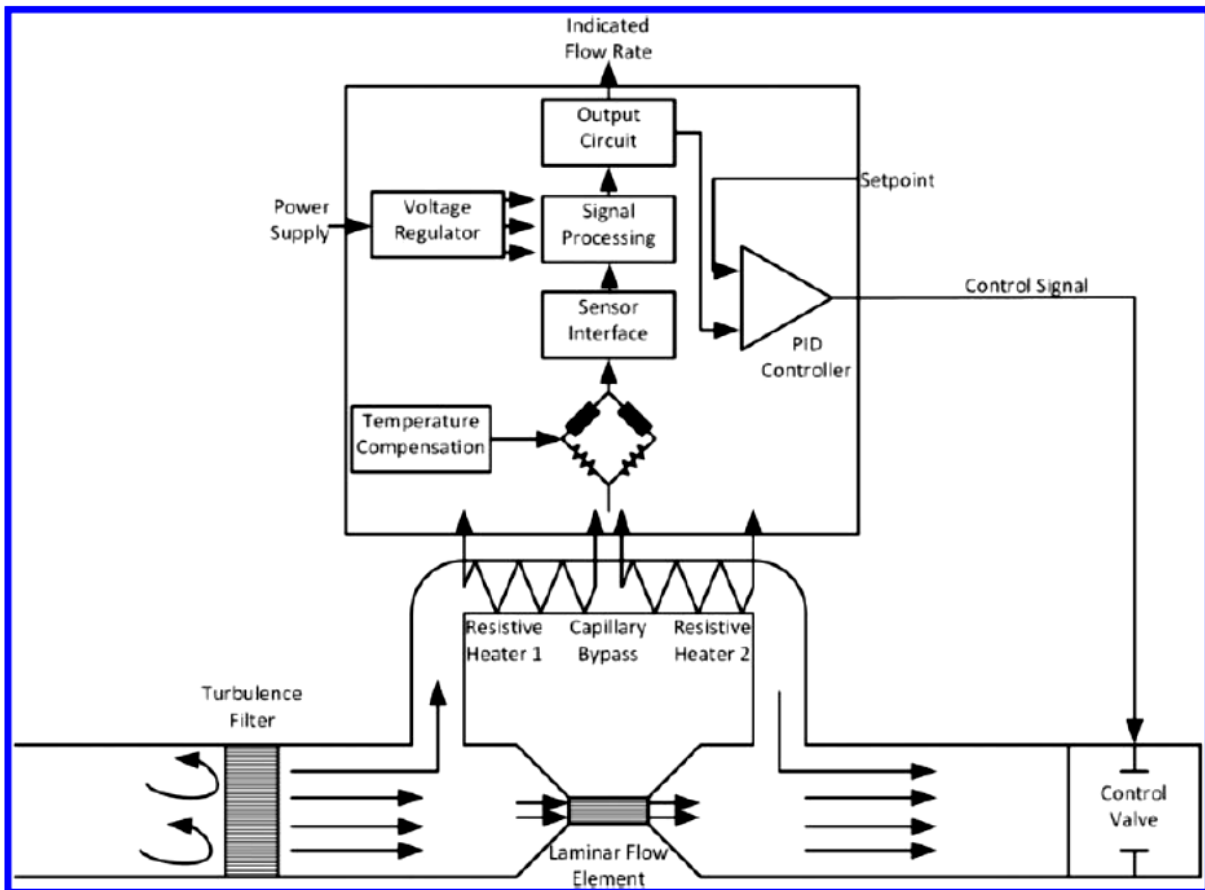 Indicated
Flow Rate
Output
Circuit
Setpoint
Power
Supply
Voltage
Regulator
Signal
Processing
Control Signal
Sensor
Interface
PID
Controller
Temperature
Compensation
Resistive
Heater 1
Capillary
Bypass
Resistive
Heater 2
Turbulence
Filter
Control
Valve
Laminar Flow
Element